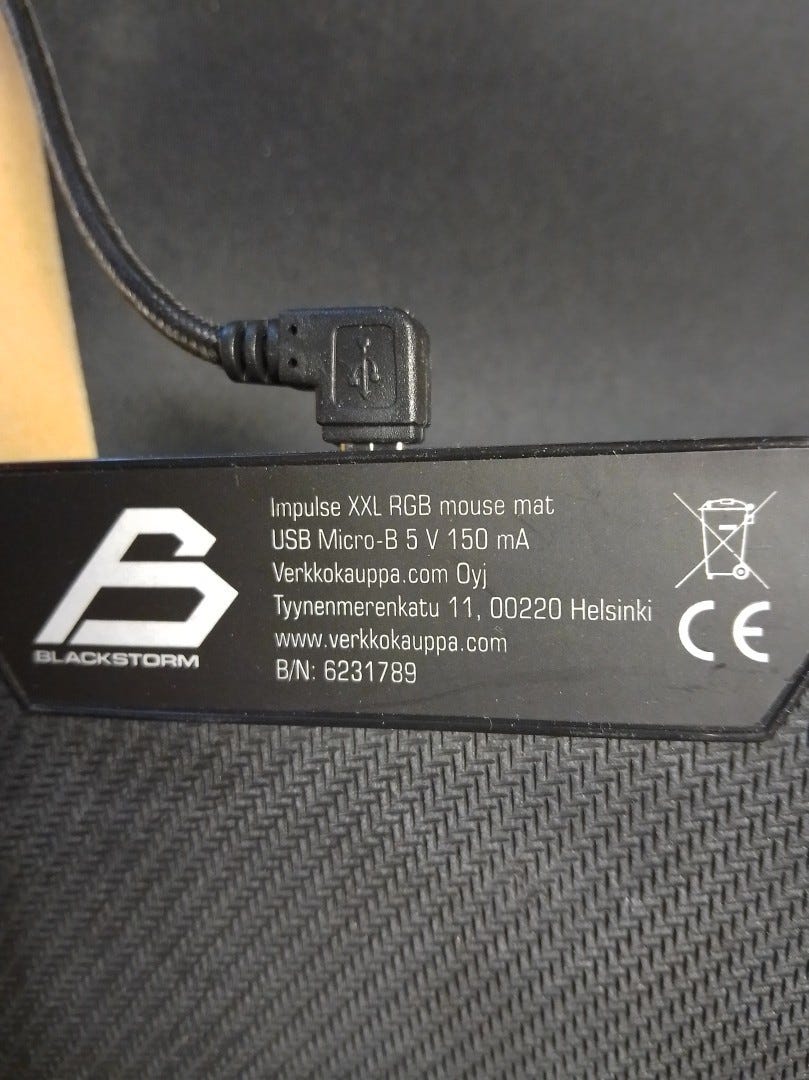 Impulse XXL RGB mouse mat
USB Micro-B 5 V 150 mA
Verkkokauppa.com Oyj
Tyynenmerenkatu 11, 00220 Helsinki
www.verkkokauppa.com
B/N: 6231789
BLACKSTORM
CE